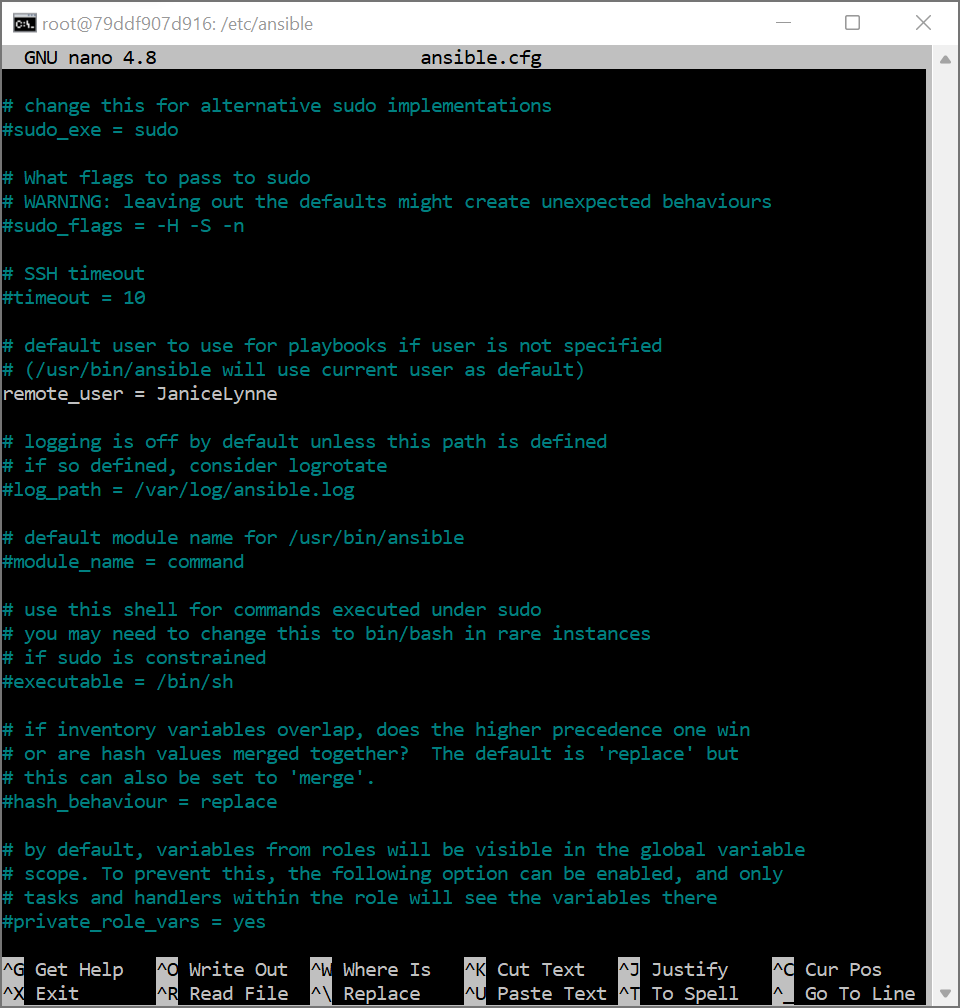 root@79ddf907d916: /etc/ansible
GNU nano 4.8 ansible.cfg
# change this for alternative sudo implementations
#sudo_exe = sudo
# What flags to pass to sudo
# WARNING: leaving out the defaults might create unexpected behaviours
#sudo_flags = -H -S -n
# SSH timeout
#timeout = 10
# default user to use for playbooks if user is not specified
# (/usr/bin/ansible will use current user as default)
remote_user = JaniceLynne
# logging is off by default unless this path is defined
# if so defined, consider logrotate
#log_path = /var/log/ansible.log
# default module name for /usr/bin/ansible
#module_name = command
# use this shell for commands executed under sudo
# you may need to change this to bin/bash in rare instances
# if sudo is constrained
#executable = /bin/sh
# if inventory variables overlap, does the higher precedence one win
# or are hash values merged together?  The default is 'replace' but
# this can also be set to 'merge'.
#hash_behaviour = replace
# by default, variables from roles will be visible in the global variable
# scope. To prevent this, the following option can be enabled, and only
# tasks and handlers within the role will see the variables there
#private_role_vars = yes
^G Get Help ^O Write Out ^W Where Is ^K Cut Text ^J Justify ^C Cur Pos
^X Exit ^R Read File ^\ Replace ^U Paste Text ^T To Spell ^_ Go To Line